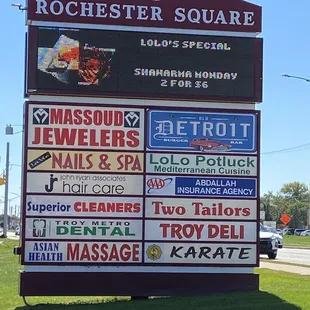 ROCHESTER SQUARE
LOLO'S SPECIAL
SHAWARMA MONDAY
2 FOR $6
MASSOUD
JEWELERS
OLD
DETROIT
BURGER BAR
NAILS & SPA
LOLO POTLUCK
Mediterranean Cuisine
john ryan associates
hair care
AAA
ABDALLAH
INSURANCE AGENCY
Superior CLEANERS
Two Tailors
TROY METRO
DENTAL
TROY DELI
ASIAN
HEALTH
MASSAGE
KARATE